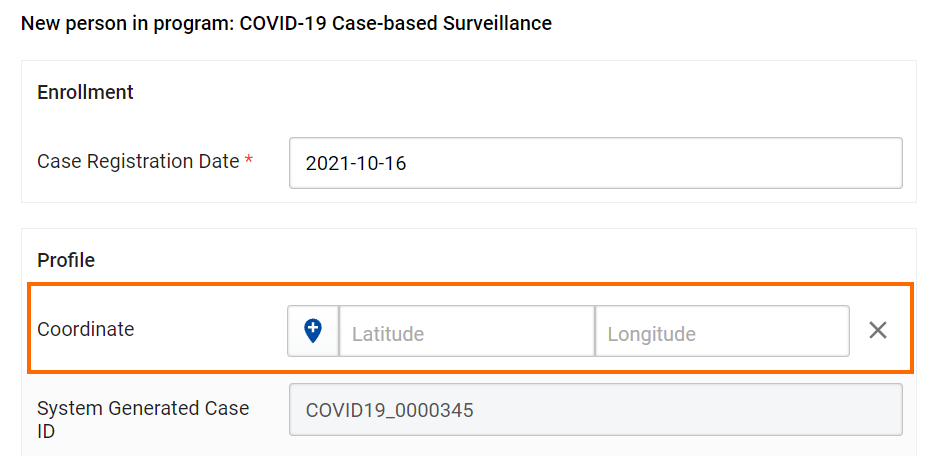 New person in program: COVID-19 Case-based Surveillance
Enrollment
Case Registration Date *
2021-10-16
Profile
Coordinate
Latitude
Longitude
System Generated Case
ID
COVID19_0000345